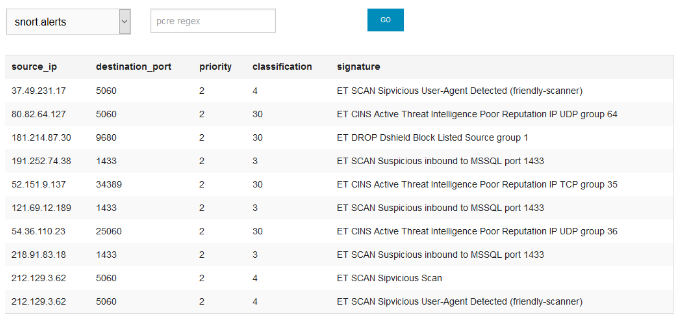 snort.alerts pcre regex GO
source_ip destination_port priority classification signature
37.49.231.17 5060 2 4 ET SCAN Sipvicious User-Agent Detected (friendly-scanner)
80.82.64.127 5060 2 30 ET CINS Active Threat Intelligence Poor Reputation IP UDP group 64
181.214.87.30 9680 2 30 ET DROP Dshield Block Listed Source group 1
191.252.74.38 1433 2 3 ET SCAN Suspicious inbound to MSSQL port 1433
52.151.9.137 34389 2 30 ET CINS Active Threat Intelligence Poor Reputation IP TCP group 35
121.69.12.189 1433 2 3 ET SCAN Suspicious inbound to MSSQL port 1433
54.36.110.23 25060 2 30 ET CINS Active Threat Intelligence Poor Reputation IP UDP group 36
218.91.83.18 1433 2 3 ET SCAN Suspicious inbound to MSSQL port 1433
212.129.3.62 5060 2 4 ET SCAN Sipvicious Scan
212.129.3.62 5060 2 4 ET SCAN Sipvicious User-Agent Detected (friendly-scanner)